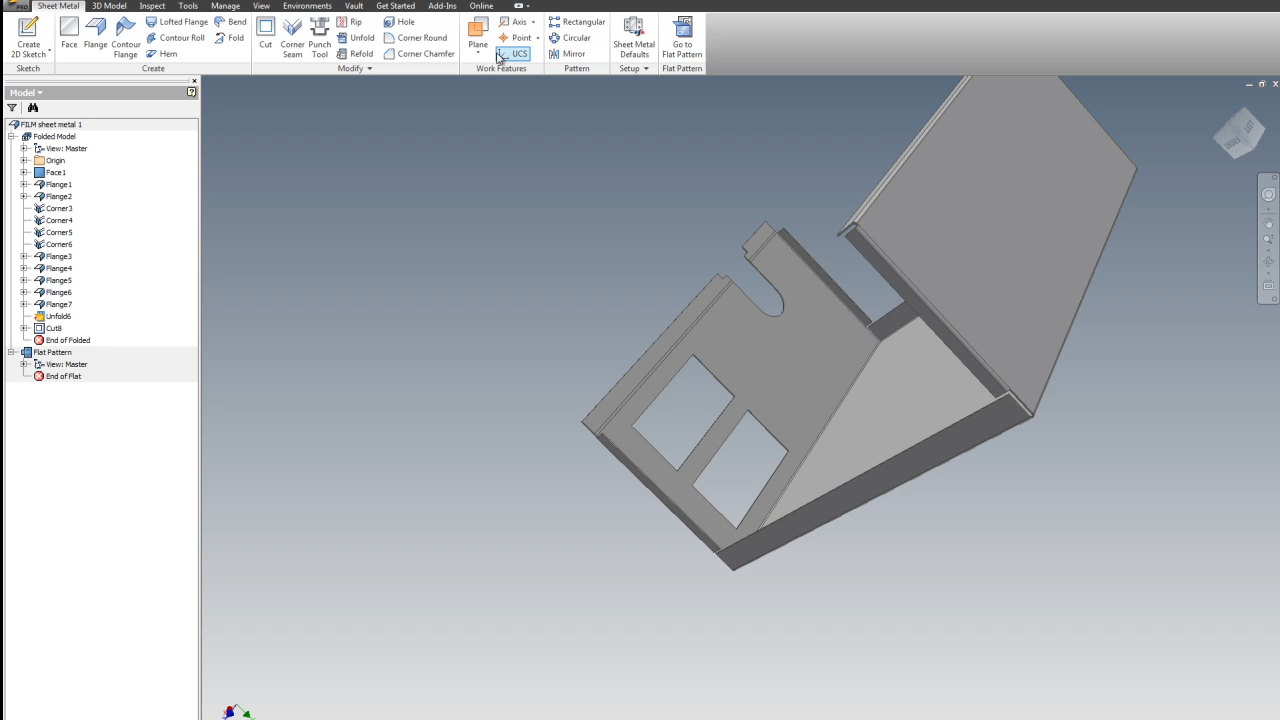 PRO Sheet Metal 3D Model Inspect Tools Manage View Environments Vault Get Started Add-Ins Online
Create 2D Sketch
Sketch
Face Flange Contour Flange
Lofted Flange Bend
Contour Roll Fold
Hem
Create
Cut Corner Seam Punch Tool
Rip Hole
Unfold Corner Round
Refold Corner Chamfer
Modify
Plane
Axis
Point
UCS
Work Features
Rectangular
Circular
Mirror
Pattern
Sheet Metal Defaults
Setup
Go to Flat Pattern
Flat Pattern
Model
FILM sheet metal 1
Folded Model
View: Master
Origin
Face1
Flange1
Flange2
Corner3
Corner4
Corner5
Corner6
Flange3
Flange4
Flange5
Flange6
Flange7
Unfold6
Cut8
End of Folded
Flat Pattern
View: Master
End of Flat